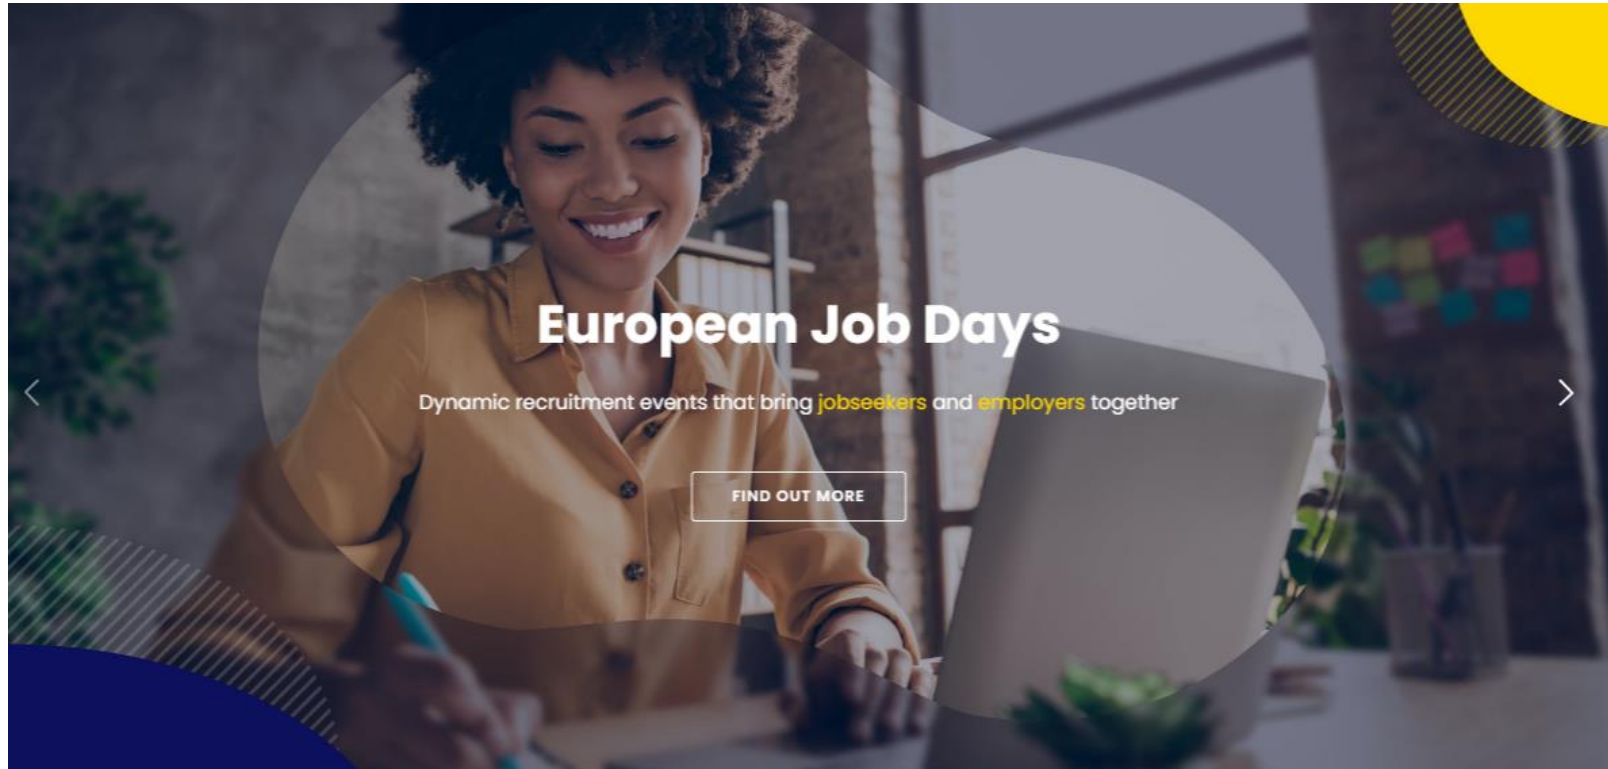 European Job Days
Dynamic recruitment events that bring jobseekers and employers together
FIND OUT MORE